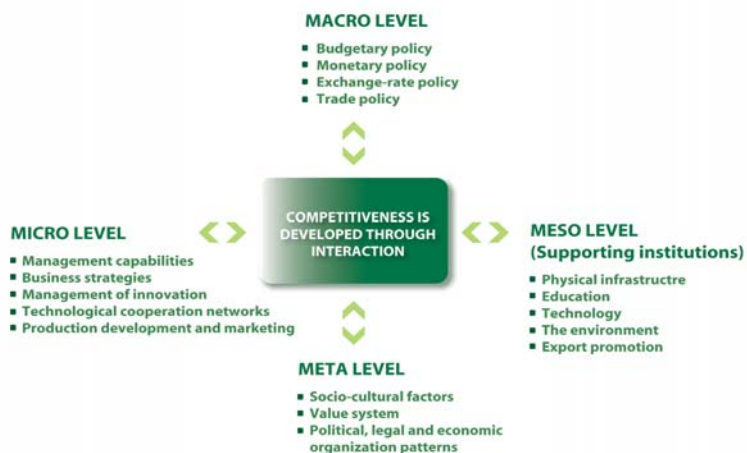 MACRO LEVEL
▪ Budgetary policy
▪ Monetary policy
▪ Exchange-rate policy
▪ Trade policy
COMPETITIVENESS IS
DEVELOPED THROUGH
INTERACTION
MICRO LEVEL
▪ Management capabilities
▪ Business strategies
▪ Management of innovation
▪ Technological cooperation networks
▪ Production development and marketing
MESO LEVEL
(Supporting institutions)
▪ Physical infrastructre
▪ Education
▪ Technology
▪ The environment
▪ Export promotion
META LEVEL
▪ Socio-cultural factors
▪ Value system
▪ Political, legal and economic
organization patterns